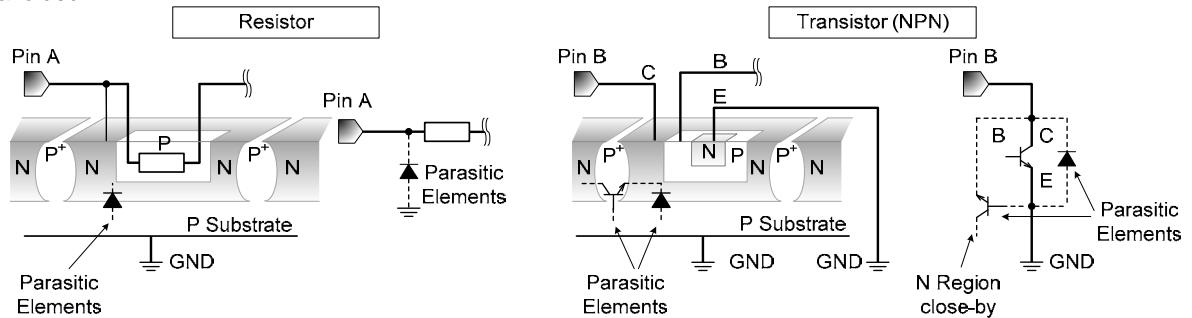 Resistor
Transistor (NPN)
Pin A
Pin B
C
B
E
Pin B
Pin A
P
N
P+
N
P+
N
Parasitic
Elements
P Substrate
GND
Parasitic
Elements
N
P+
N
P
P+
N
N
P Substrate
GND
GND
Parasitic
Elements
B
C
E
Parasitic
Elements
GND
N Region
close-by